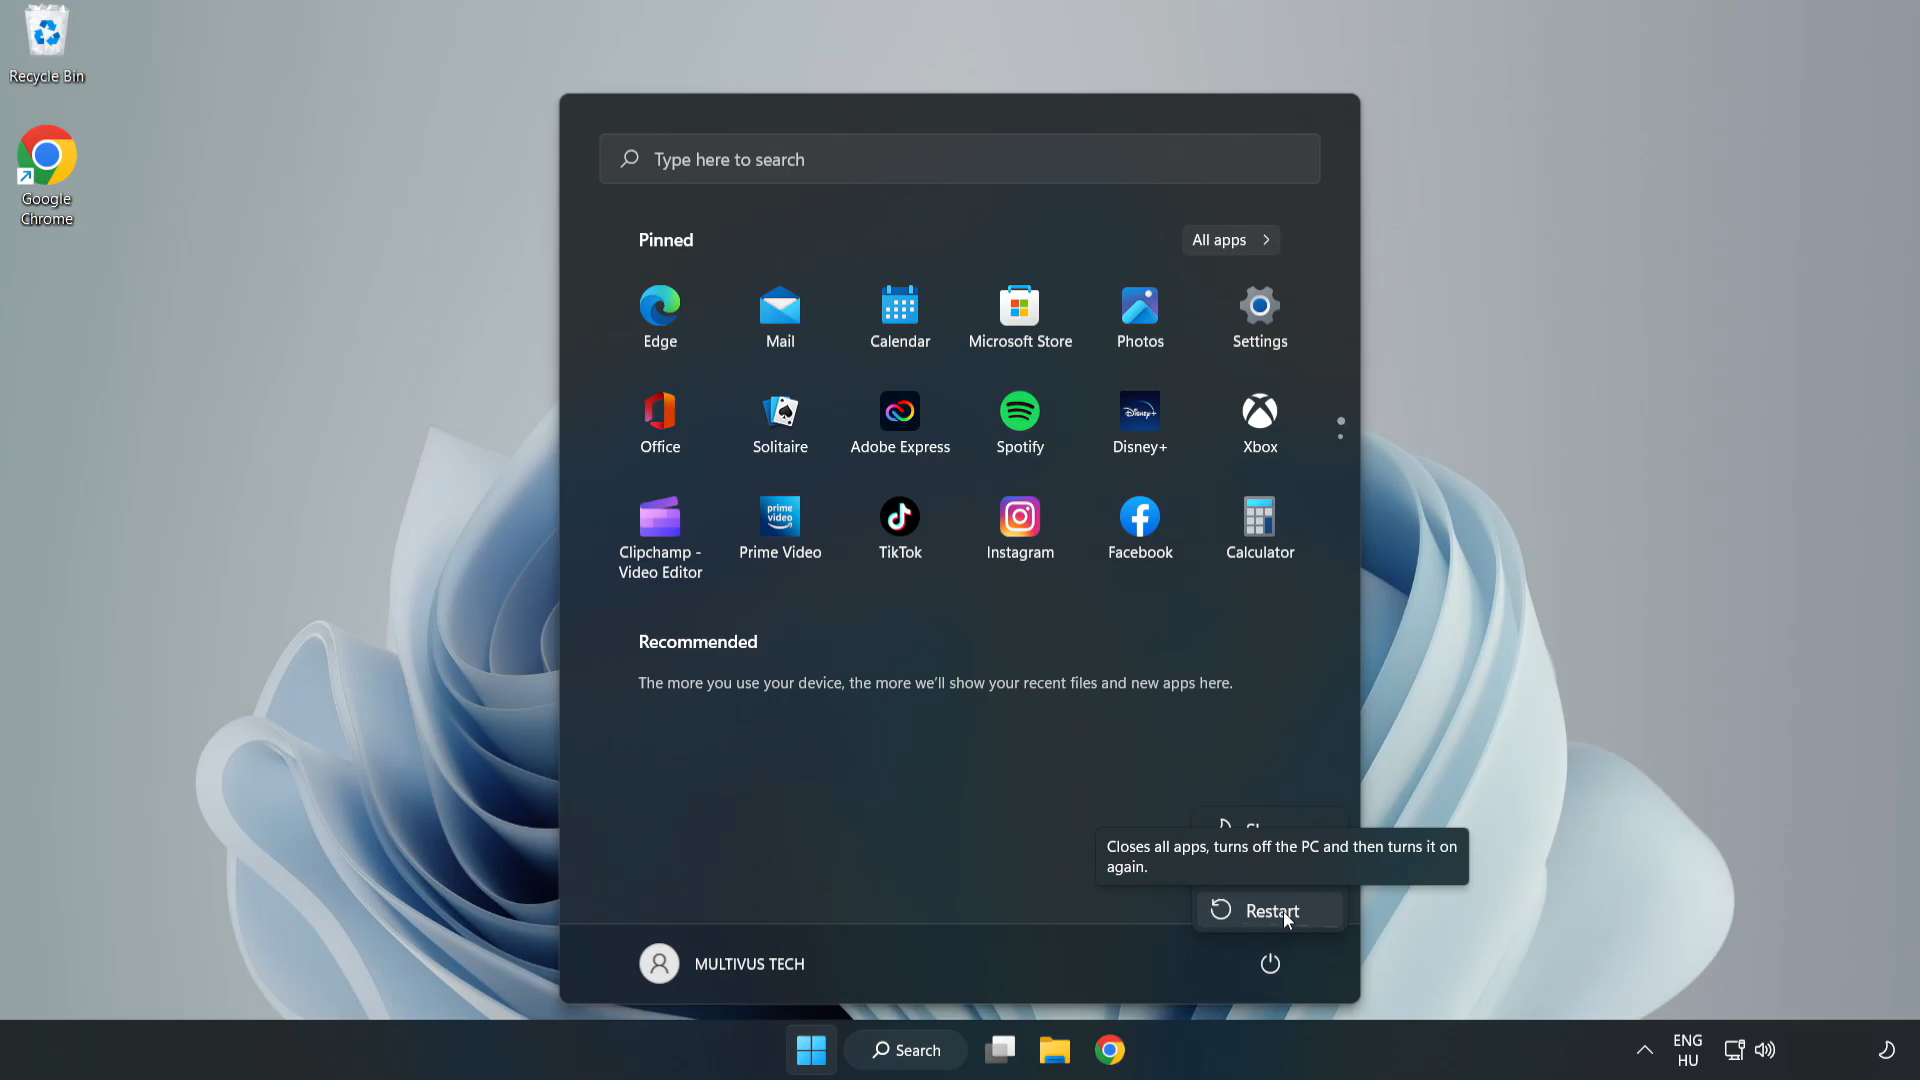 Recycle Bin
Google
Chrome
Type here to search
Pinned
All apps
Edge
Mail
Calendar
Microsoft Store
Photos
Settings
Office
Solitaire
Adobe Express
Spotify
Disney+
Xbox
Disney+
prime
video
Clipchamp -
Video Editor
Prime Video
TikTok
Instagram
Facebook
Calculator
Recommended
The more you use your device, the more we'll show your recent files and new apps here.
Closes all apps, turns off the PC and then turns it on
again.
Restart
MULTIVUS TECH
Search
ENG
HU